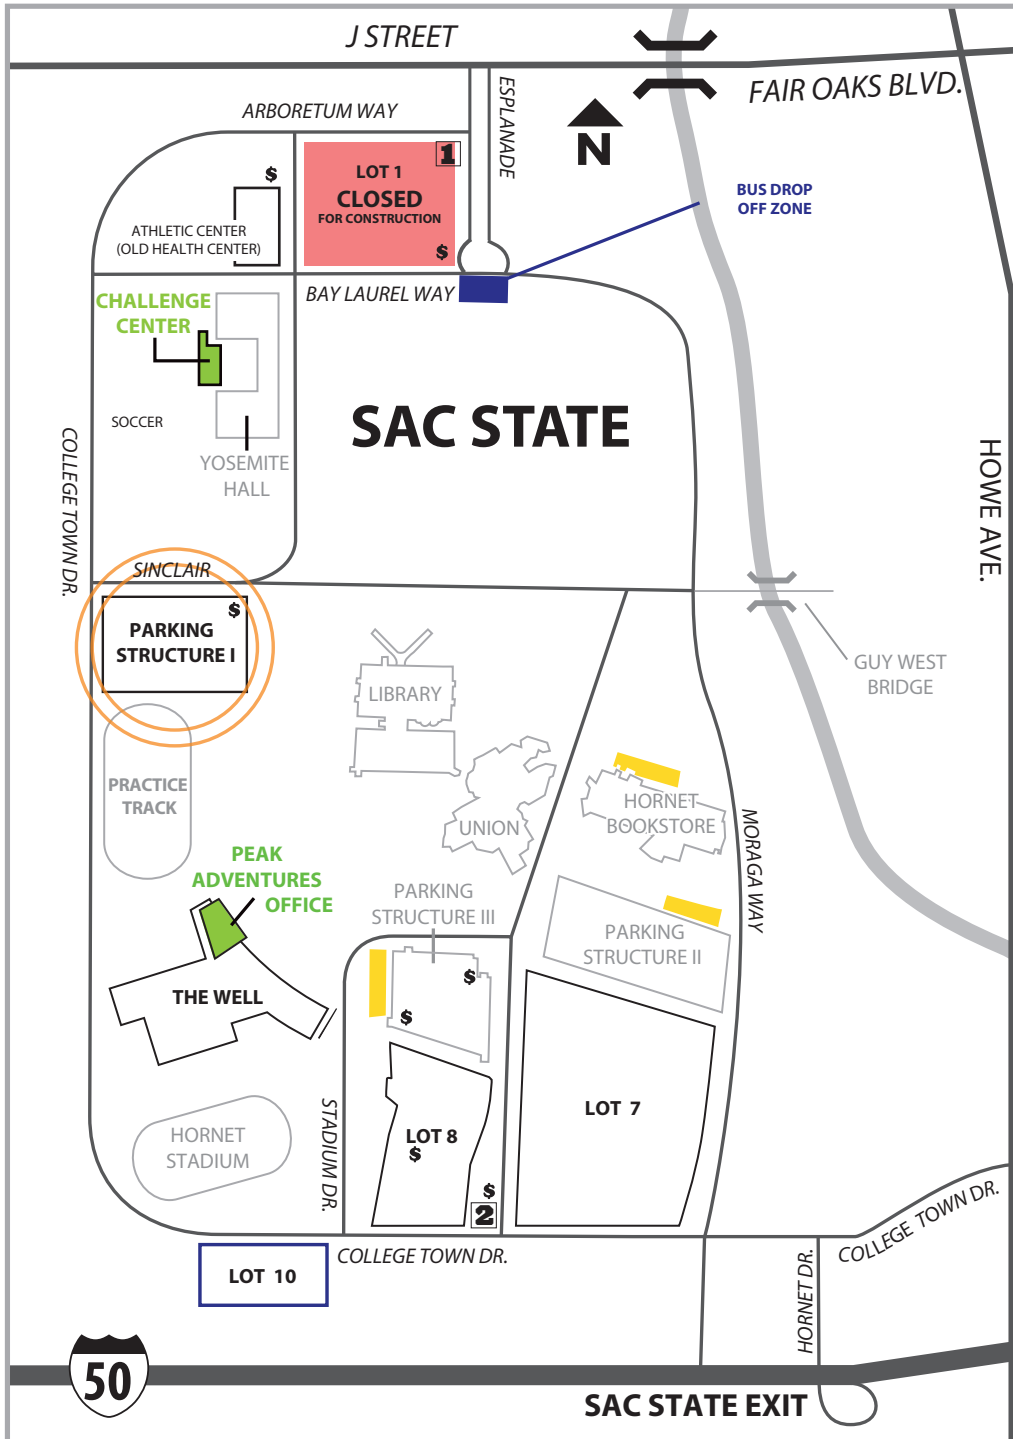 J STREET
FAIR OAKS BLVD.
ARBORETUM WAY
ESPLANADE
N
1
LOT 1
CLOSED
FOR CONSTRUCTION
$
$
ATHLETIC CENTER
(OLD HEALTH CENTER)
BUS DROP
OFF ZONE
BAY LAUREL WAY
CHALLENGE
CENTER
SOCCER
YOSEMITE
HALL
SAC STATE
COLLEGE TOWN DR.
HOWE AVE.
SINCLAIR
$
PARKING
STRUCTURE I
GUY WEST
BRIDGE
LIBRARY
PRACTICE
TRACK
UNION
HORNET
BOOKSTORE
MORAGA WAY
PEAK
ADVENTURES
OFFICE
PARKING
STRUCTURE III
PARKING
STRUCTURE II
$
$
THE WELL
STADIUM DR.
LOT 7
LOT 8
$
HORNET
STADIUM
$
2
COLLEGE TOWN DR.
COLLEGE TOWN DR.
LOT 10
HORNET DR.
50
SAC STATE EXIT